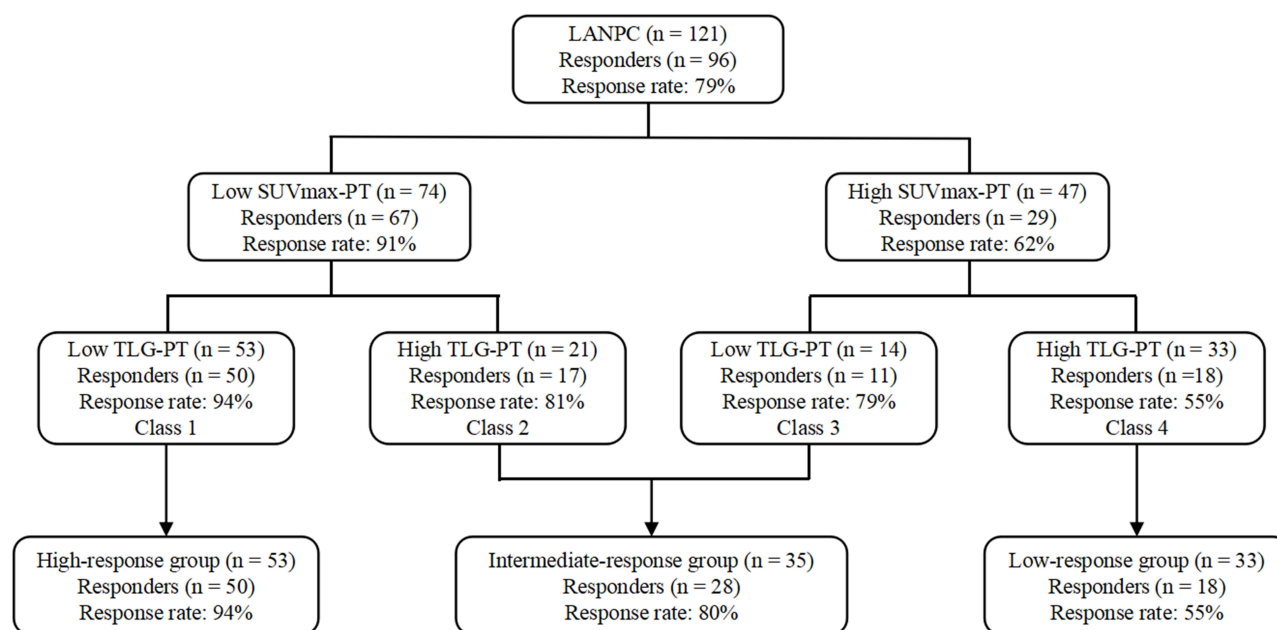 LANPC (n = 121)
Responders (n = 96)
Response rate: 79%
Low SUVmax-PT (n = 74)
Responders (n = 67)
Response rate: 91%
High SUVmax-PT (n = 47)
Responders (n = 29)
Response rate: 62%
Low TLG-PT (n = 53)
Responders (n = 50)
Response rate: 94%
Class 1
High TLG-PT (n = 21)
Responders (n = 17)
Response rate: 81%
Class 2
Low TLG-PT (n = 14)
Responders (n = 11)
Response rate: 79%
Class 3
High TLG-PT (n = 33)
Responders (n =18)
Response rate: 55%
Class 4
High-response group (n = 53)
Responders (n = 50)
Response rate: 94%
Intermediate-response group (n = 35)
Responders (n = 28)
Response rate: 80%
Low-response group (n = 33)
Responders (n = 18)
Response rate: 55%